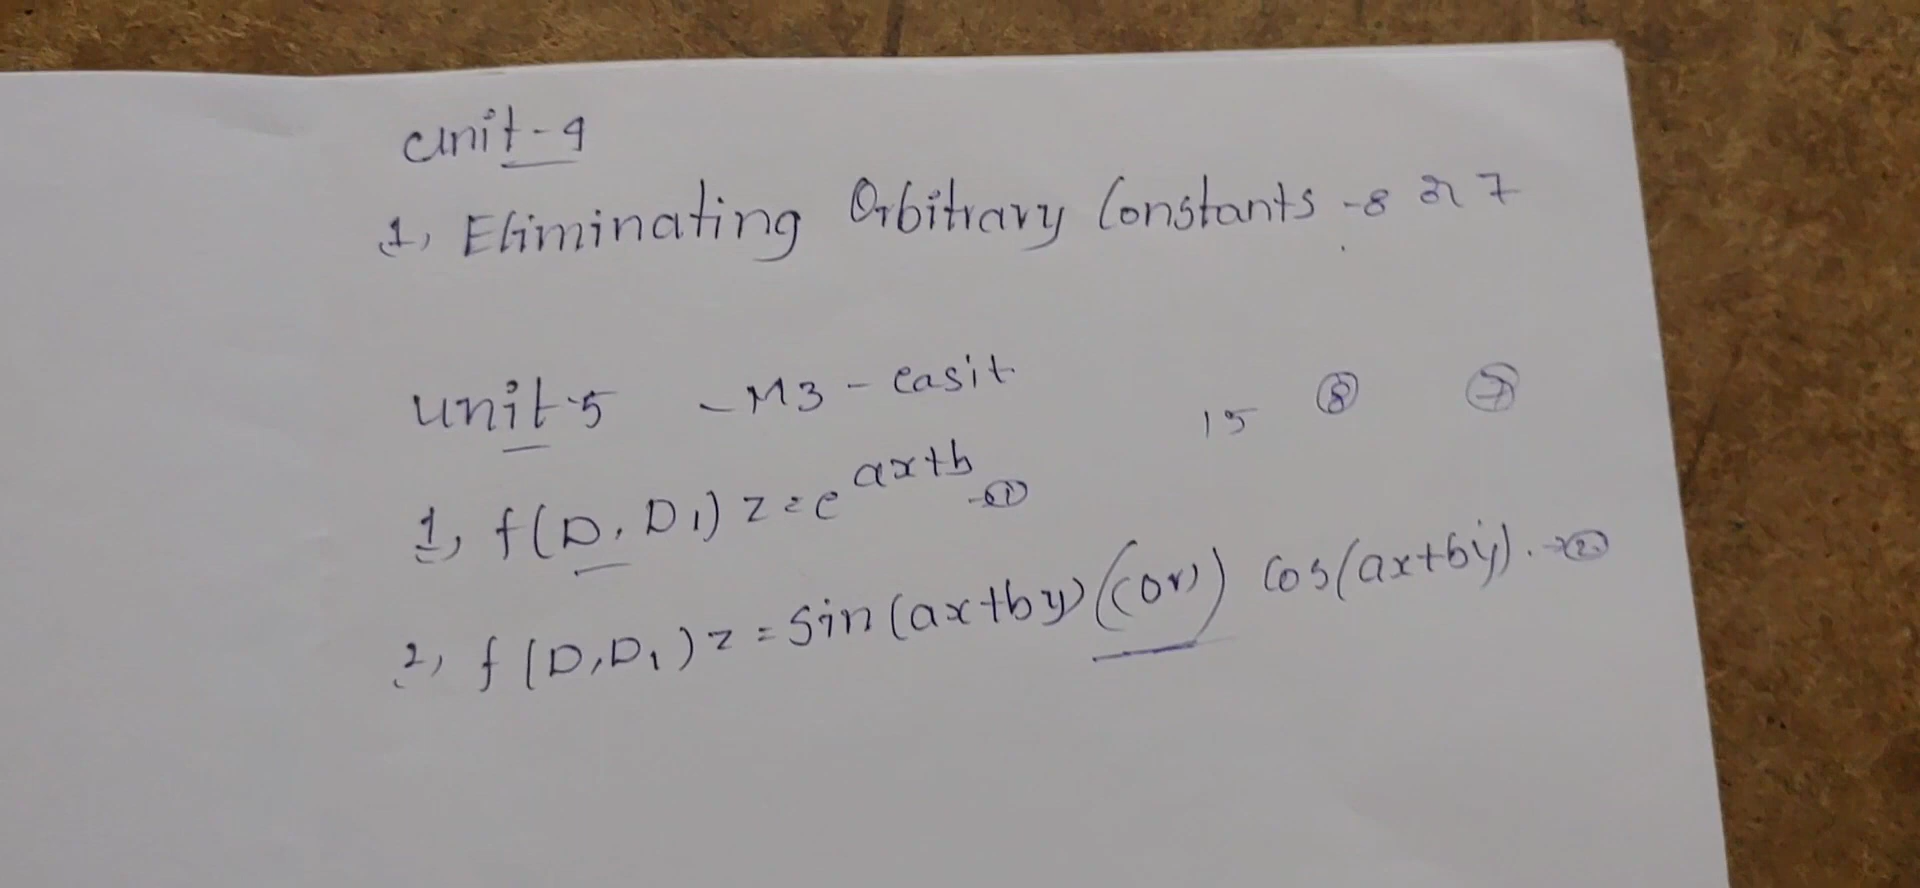 Unit-4
1, Eliminating Orbitrary Constants -8 or 7
Unit-5 - M3 - easit
15 8 7
1, f(D, D1) z = e^ax+b -①
2, f(D,D1) z = Sin(ax+by) (or) Cos(ax+by). -②